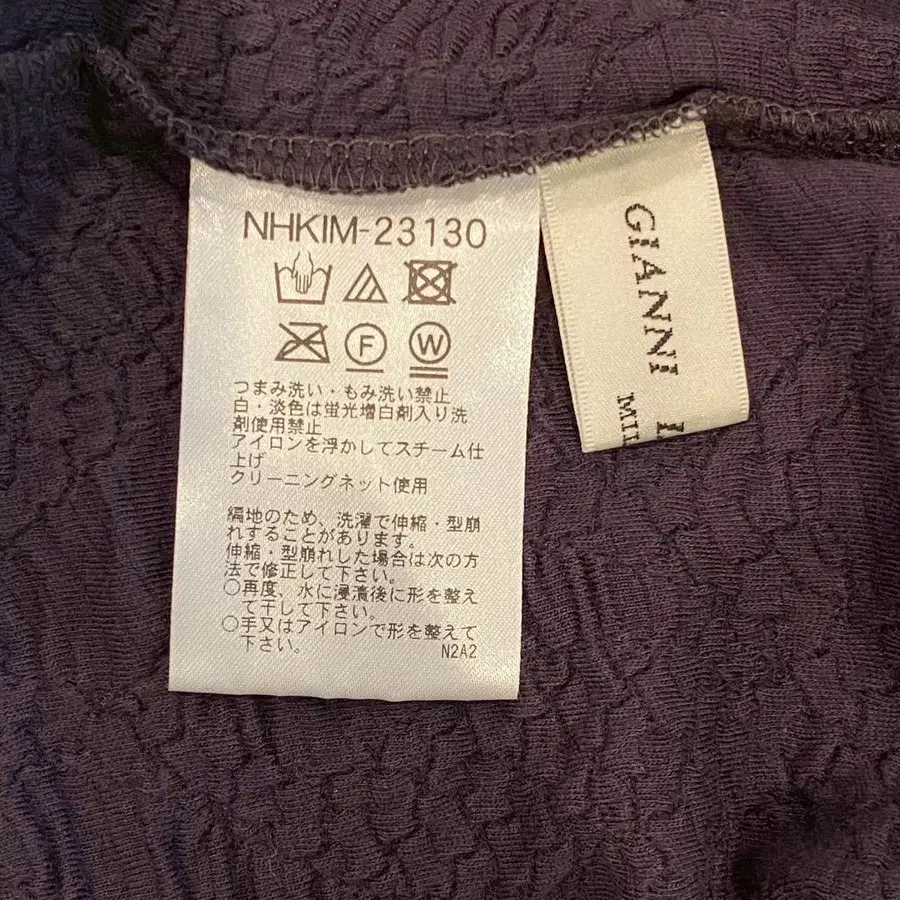 NHKIM-23130
F
W
つまみ洗い・もみ洗い禁止
白・淡色は蛍光増白剤入り洗
剤使用禁止
アイロンを浮かしてスチーム仕
上げ
クリーニングネット使用
編地のため、洗濯で伸縮・型崩
れすることがあります。
伸縮・型崩れした場合は次の方
法で修正して下さい。
○再度、水に浸漬後に形を整え
て干して下さい。
○手又はアイロンで形を整えて
下さい。
N2A2
GIANNI